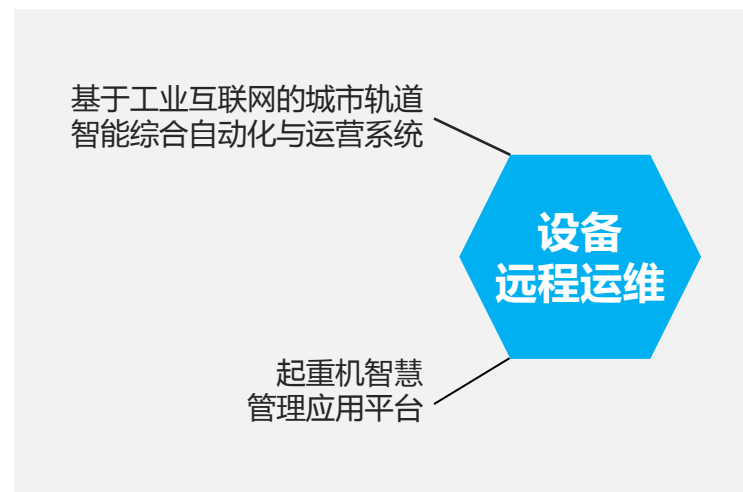 基于工业互联网的城市轨道
智能综合自动化与运营系统
设备
远程运维
起重机智慧
管理应用平台